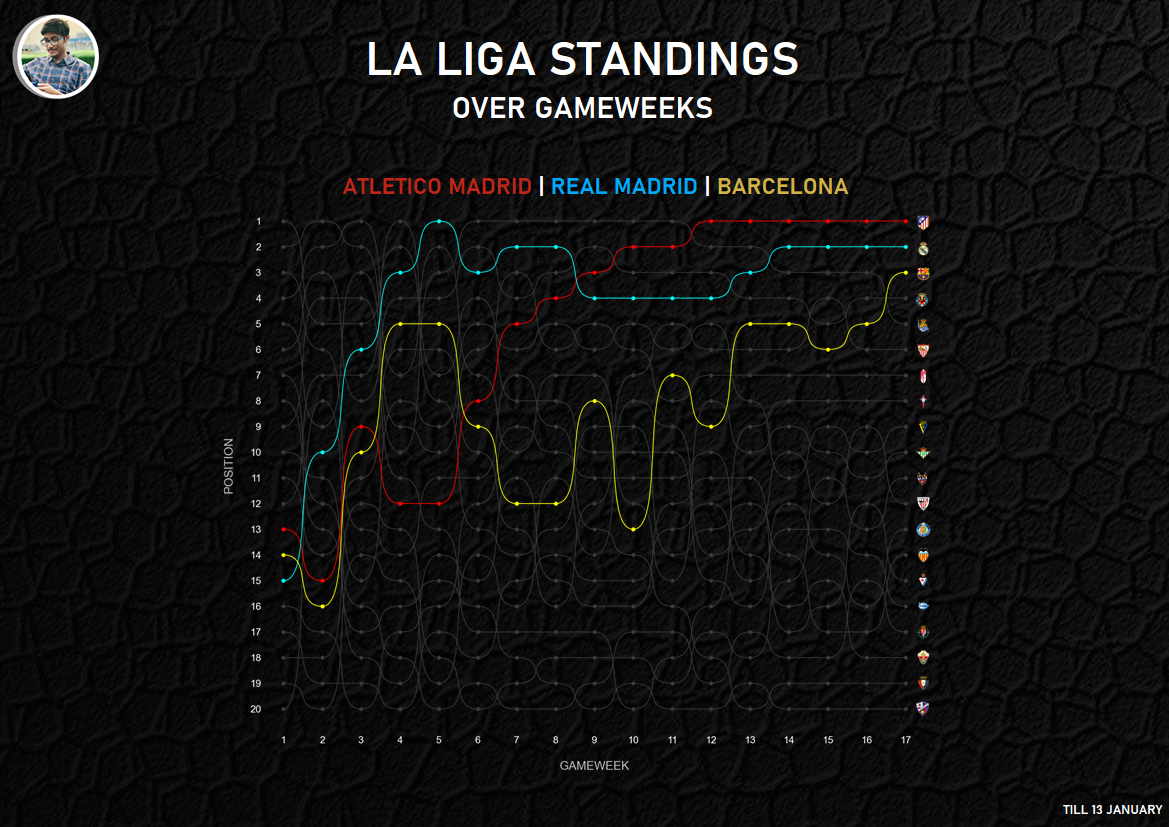 LA LIGA STANDINGS
OVER GAMEWEEKS
ATLETICO MADRID | REAL MADRID | BARCELONA
1
2
3
4
5
6
7
8
9
10
11
12
13
14
15
16
17
18
19
20
POSITION
1 2 3 4 5 6 7 8 9 10 11 12 13 14 15 16 17
GAMEWEEK
TILL 13 JANUARY